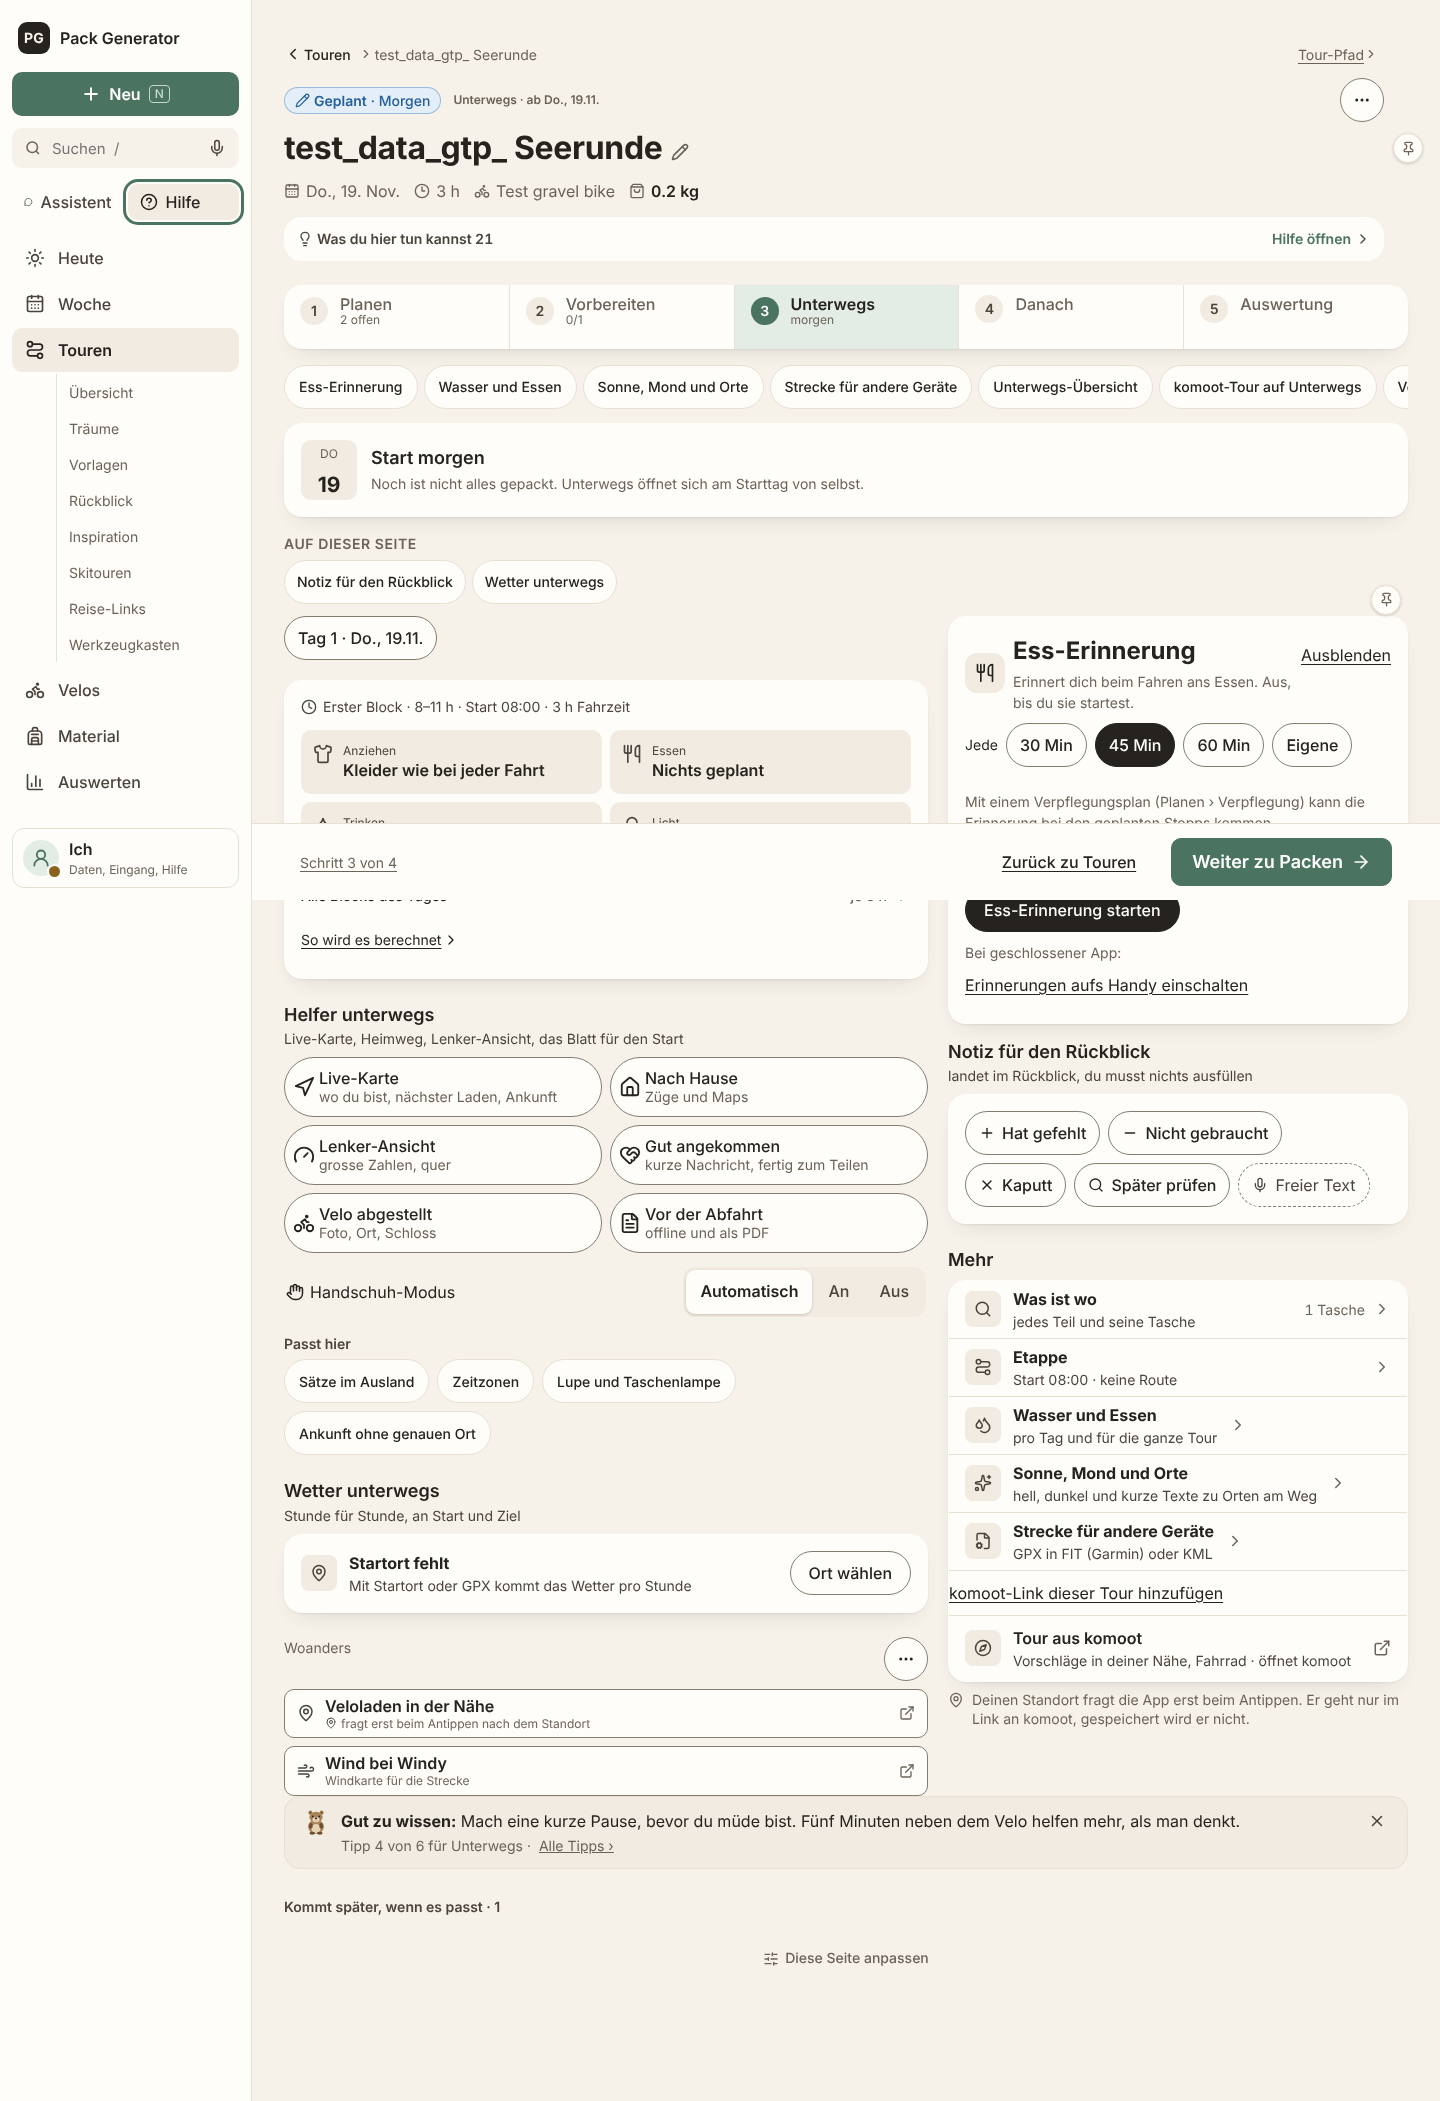 PG Pack Generator
+ Neu N
Suchen /
Assistent
Hilfe
Heute
Woche
Touren
Übersicht
Träume
Vorlagen
Rückblick
Inspiration
Skitouren
Reise-Links
Werkzeugkasten
Velos
Material
Auswerten
Ich
Daten, Eingang, Hilfe
Touren
test_data_gtp_ Seerunde
Tour-Pfad
Geplant · Morgen
Unterwegs · ab Do., 19.11.
test_data_gtp_ Seerunde
Do., 19. Nov. 3 h Test gravel bike 0.2 kg
Was du hier tun kannst 21
Hilfe öffnen
1 Planen
2 offen
2 Vorbereiten
0/1
3 Unterwegs
morgen
4 Danach
5 Auswertung
Ess-Erinnerung
Wasser und Essen
Sonne, Mond und Orte
Strecke für andere Geräte
Unterwegs-Übersicht
komoot-Tour auf Unterwegs
DO
19
Start morgen
Noch ist nicht alles gepackt. Unterwegs öffnet sich am Starttag von selbst.
AUF DIESER SEITE
Notiz für den Rückblick
Wetter unterwegs
Tag 1 · Do., 19.11.
Erster Block · 8–11 h · Start 08:00 · 3 h Fahrzeit
Anziehen
Kleider wie bei jeder Fahrt
Essen
Nichts geplant
Trinken
Licht
Ess-Erinnerung
Ausblenden
Erinnert dich beim Fahren ans Essen. Aus,
bis du sie startest.
Jede 30 Min 45 Min 60 Min Eigene
Mit einem Verpflegungsplan (Planen › Verpflegung) kann die
Erinnerung bei den geplanten Stopps kommen.
Schritt 3 von 4
Zurück zu Touren
Weiter zu Packen
Alle Blöcke des Tages
So wird es berechnet
Ess-Erinnerung starten
Bei geschlossener App:
Erinnerungen aufs Handy einschalten
Helfer unterwegs
Live-Karte, Heimweg, Lenker-Ansicht, das Blatt für den Start
Live-Karte
wo du bist, nächster Laden, Ankunft
Nach Hause
Züge und Maps
Lenker-Ansicht
grosse Zahlen, quer
Gut angekommen
kurze Nachricht, fertig zum Teilen
Velo abgestellt
Foto, Ort, Schloss
Vor der Abfahrt
offline und als PDF
Handschuh-Modus
Automatisch An Aus
Passt hier
Sätze im Ausland
Zeitzonen
Lupe und Taschenlampe
Ankunft ohne genauen Ort
Wetter unterwegs
Stunde für Stunde, an Start und Ziel
Startort fehlt
Mit Startort oder GPX kommt das Wetter pro Stunde
Ort wählen
Woanders
Veloladen in der Nähe
fragt erst beim Antippen nach dem Standort
Wind bei Windy
Windkarte für die Strecke
Notiz für den Rückblick
landet im Rückblick, du musst nichts ausfüllen
Hat gefehlt
Nicht gebraucht
Kaputt
Später prüfen
Freier Text
Mehr
Was ist wo
jedes Teil und seine Tasche
1 Tasche
Etappe
Start 08:00 · keine Route
Wasser und Essen
pro Tag und für die ganze Tour
Sonne, Mond und Orte
hell, dunkel und kurze Texte zu Orten am Weg
Strecke für andere Geräte
GPX in FIT (Garmin) oder KML
komoot-Link dieser Tour hinzufügen
Tour aus komoot
Vorschläge in deiner Nähe, Fahrrad · öffnet komoot
Deinen Standort fragt die App erst beim Antippen. Er geht nur im
Link an komoot, gespeichert wird er nicht.
Gut zu wissen: Mach eine kurze Pause, bevor du müde bist. Fünf Minuten neben dem Velo helfen mehr, als man denkt.
Tipp 4 von 6 für Unterwegs · Alle Tipps ›
Kommt später, wenn es passt · 1
Diese Seite anpassen